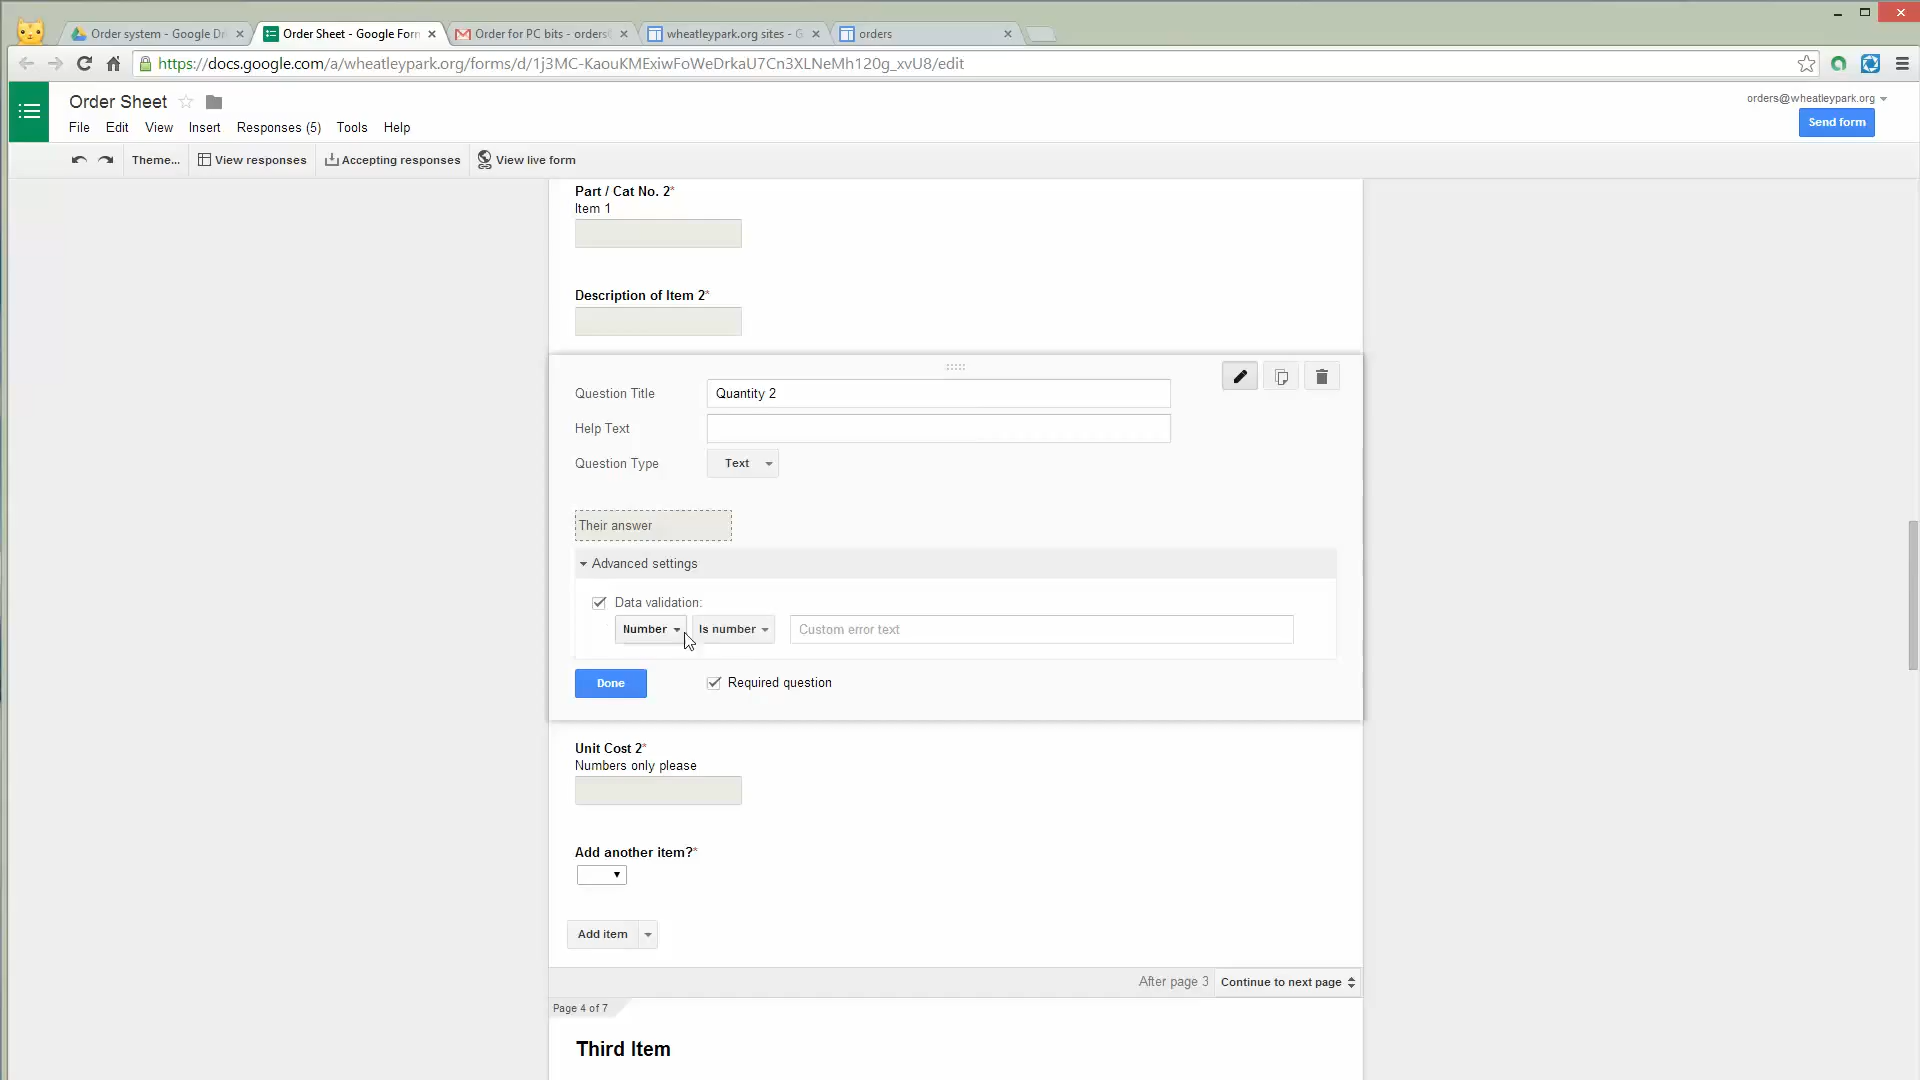 Order system - Google Dr
Order Sheet - Google Forn
Order for PC bits - orders
wheatleypark.org sites - G
orders
https://docs.google.com/a/wheatleypark.org/forms/d/1j3MC-KaouKMExiwFoWeDrkaU7Cn3XLNeMh120g_xvU8/edit
Order Sheet
orders@wheatleypark.org
File Edit View Insert Responses (5) Tools Help
Send form
Theme... View responses Accepting responses View live form
Part / Cat No. 2*
Item 1
Description of Item 2*
Question Title Quantity 2
Help Text
Question Type Text
Their answer
Advanced settings
Data validation:
Number Is number Custom error text
Done Required question
Unit Cost 2*
Numbers only please
Add another item?*
Add item
After page 3 Continue to next page
Page 4 of 7
Third Item